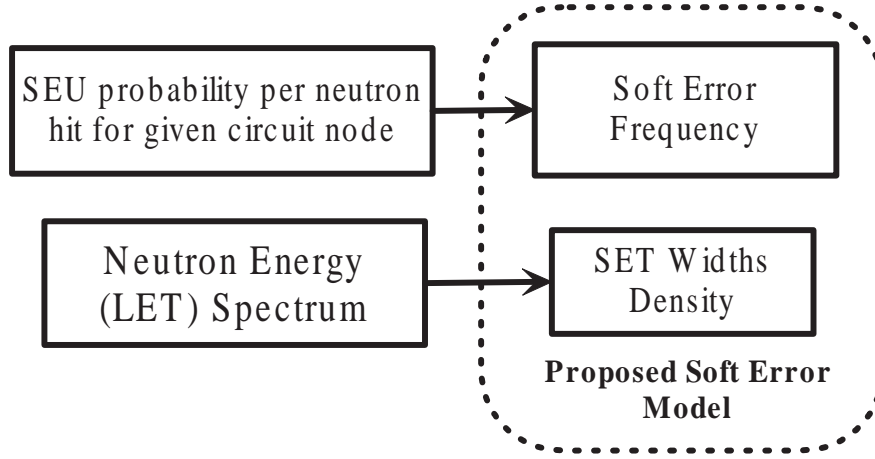 SEU probability per neutron
hit for given circuit node
Soft Error
Frequency
Neutron Energy
(LET) Spectrum
SET Widths
Density
Proposed Soft Error
Model